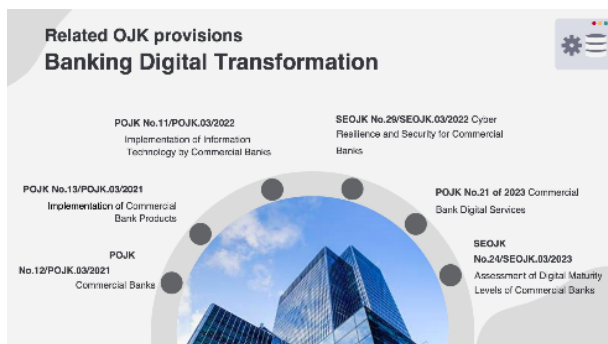 Related OJK provisions
Banking Digital Transformation
POJK No.11/POJK.03/2022
Implementation of Information
Technology by Commercial Banks
SEOJK No.29/SEOJK.03/2022 Cyber
Resilience and Security for Commercial
Banks
POJK No.13/POJK.03/2021
Implementation of Commercial
Bank Products
POJK No.21 of 2023 Commercial
Bank Digital Services
POJK
No.12/POJK.03/2021
Commercial Banks
SEOJK
No.24/SEOJK.03/2023
Assessment of Digital Maturity
Levels of Commercial Banks